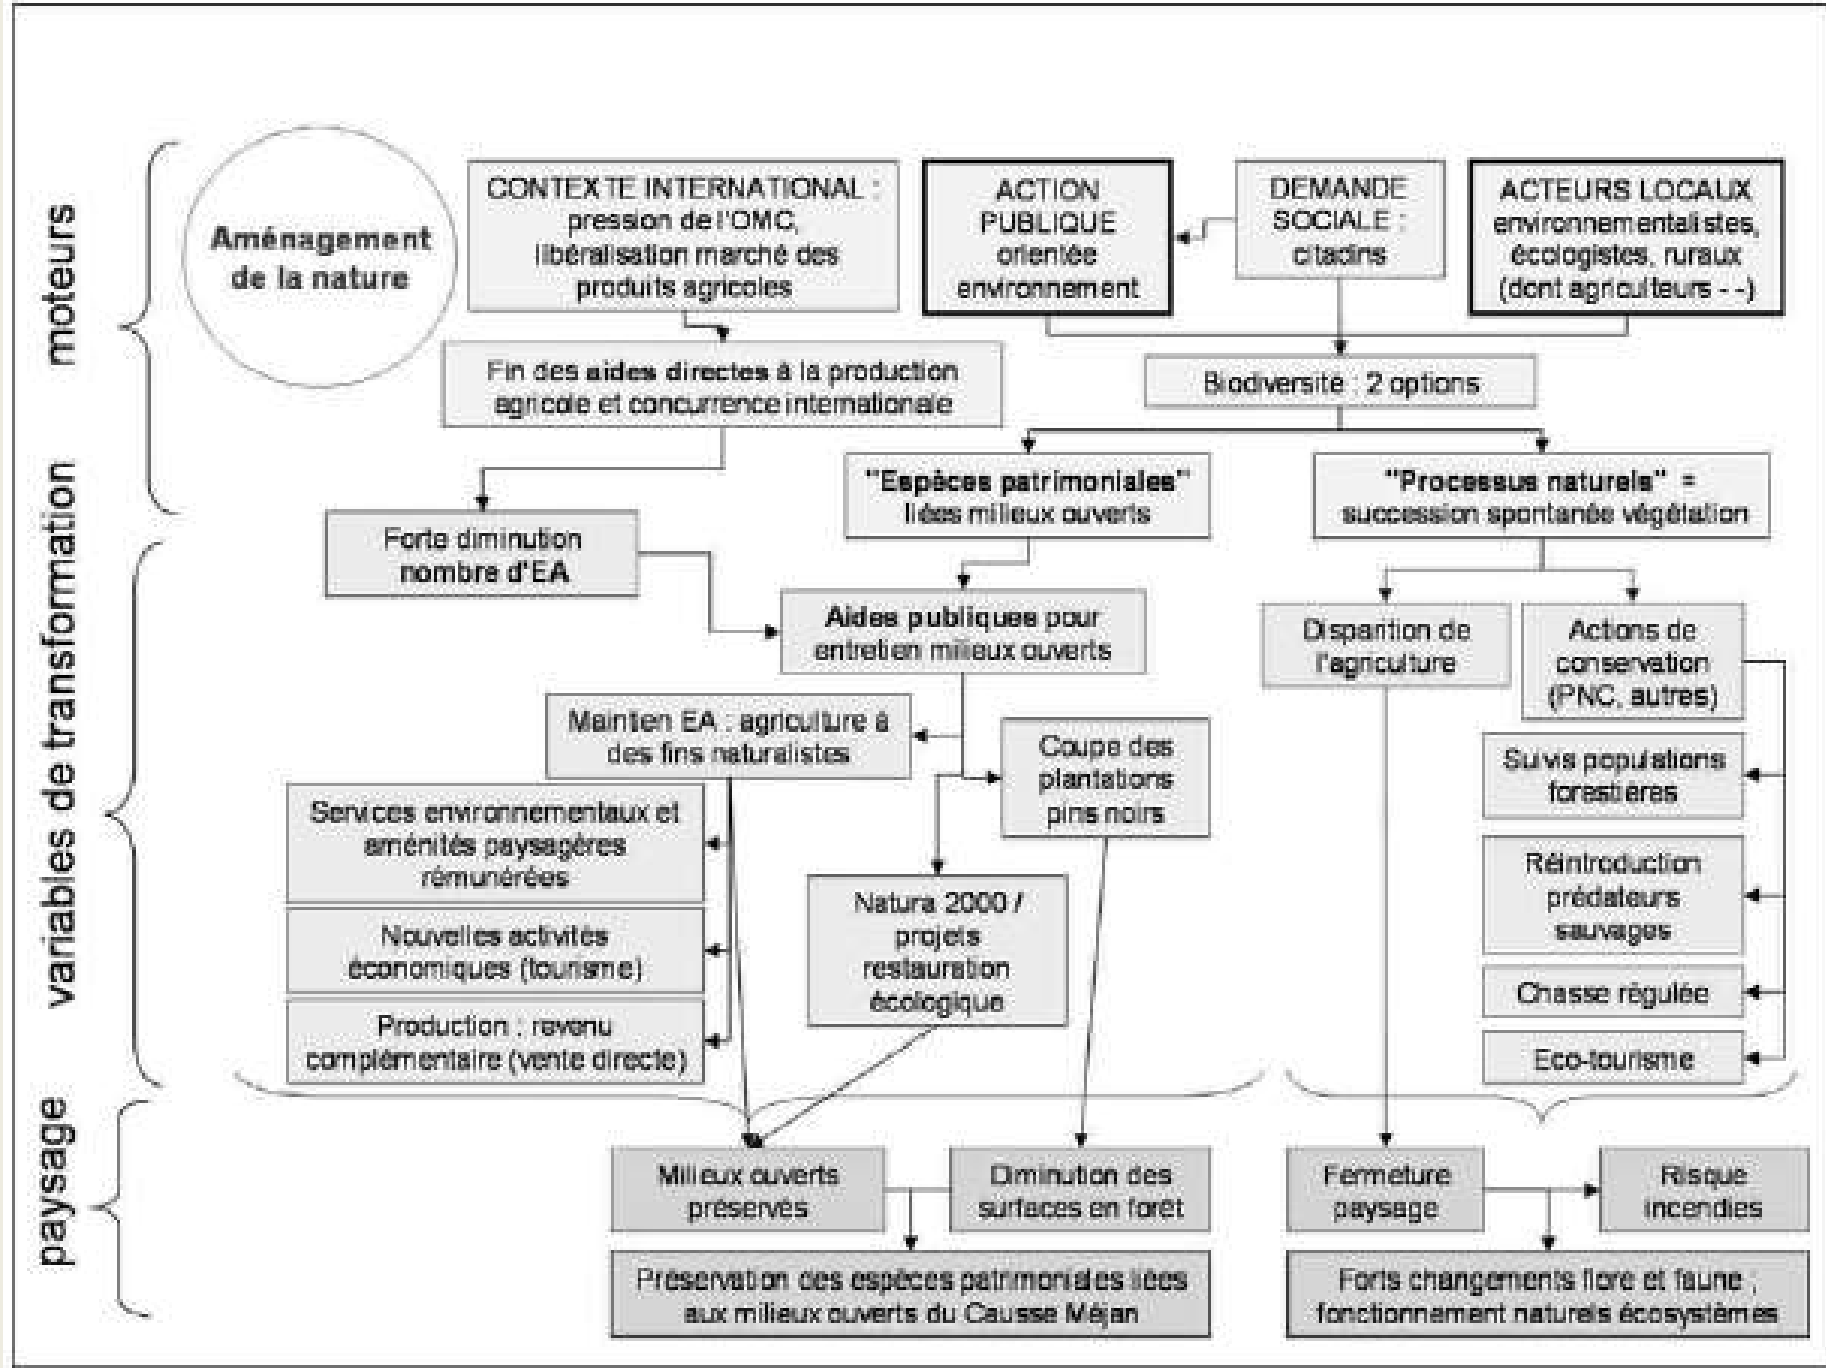 moteurs
Aménagement
de la nature
CONTEXTE INTERNATIONAL :
pression de l'OMC,
libéralisation marché des
produits agricoles
ACTION
PUBLIQUE
orientée
environnement
DEMANDE
SOCIALE :
citadins
ACTEURS LOCAUX
environnementalistes,
écologistes, ruraux
(dont agriculteurs - -)
Fin des aides directes à la production
agricole et concurrence internationale
Biodiversité : 2 options
"Espèces patrimoniales"
liées milieux ouverts
"Processus naturels" =
succession spontanée végétation
variables de transformation
Forte diminution
nombre d'EA
Aides publiques pour
entretien milieux ouverts
Disparition de
l'agriculture
Actions de
conservation
(PNC, autres)
Maintien EA : agriculture à
des fins naturalistes
Coupe des
plantations
pins noirs
Suivis populations
forestières
Services environnementaux et
aménités paysagères
rémunérées
Natura 2000 /
projets
restauration
écologique
Réintroduction
prédateurs
sauvages
Nouvelles activités
économiques (tourisme)
Chasse régulée
Production : revenu
complémentaire (vente directe)
Eco-tourisme
paysage
Milieux ouverts
préservés
Diminution des
surfaces en forêt
Fermeture
paysage
Risque
incendies
Préservation des espèces patrimoniales liées
aux milieux ouverts du Causse Méjan
Forts changements flore et faune ;
fonctionnement naturels écosystèmes